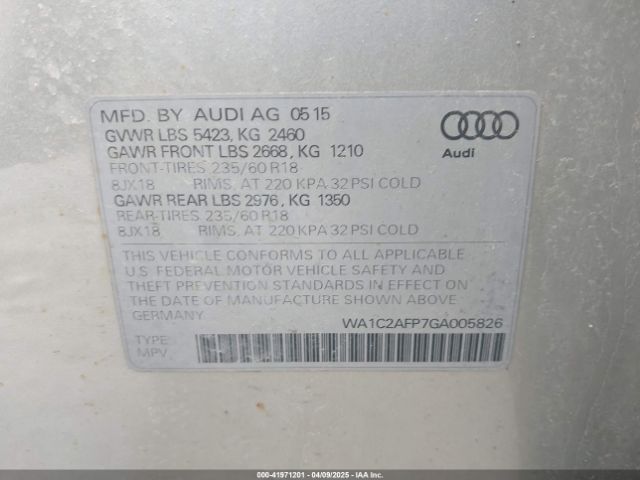 MFD. BY AUDI AG 05 15
GVWR LBS 5423, KG 2460
GAWR FRONT LBS 2668, KG 1210
FRONT-TIRES 235/60 R18
8JX18 RIMS, AT 220 KPA 32 PSI COLD
GAWR REAR LBS 2976, KG 1350
REAR-TIRES 235/60 R18
8JX18 RIMS, AT 220 KPA 32 PSI COLD
Audi
THIS VEHICLE CONFORMS TO ALL APPLICABLE
U.S. FEDERAL MOTOR VEHICLE SAFETY AND
THEFT PREVENTION STANDARDS IN EFFECT ON
THE DATE OF MANUFACTURE SHOWN ABOVE
GERMANY
WA1C2AFP7GA005826
TYPE:
MPV
000-41971201 - 04/09/2025 - IAA, Inc.